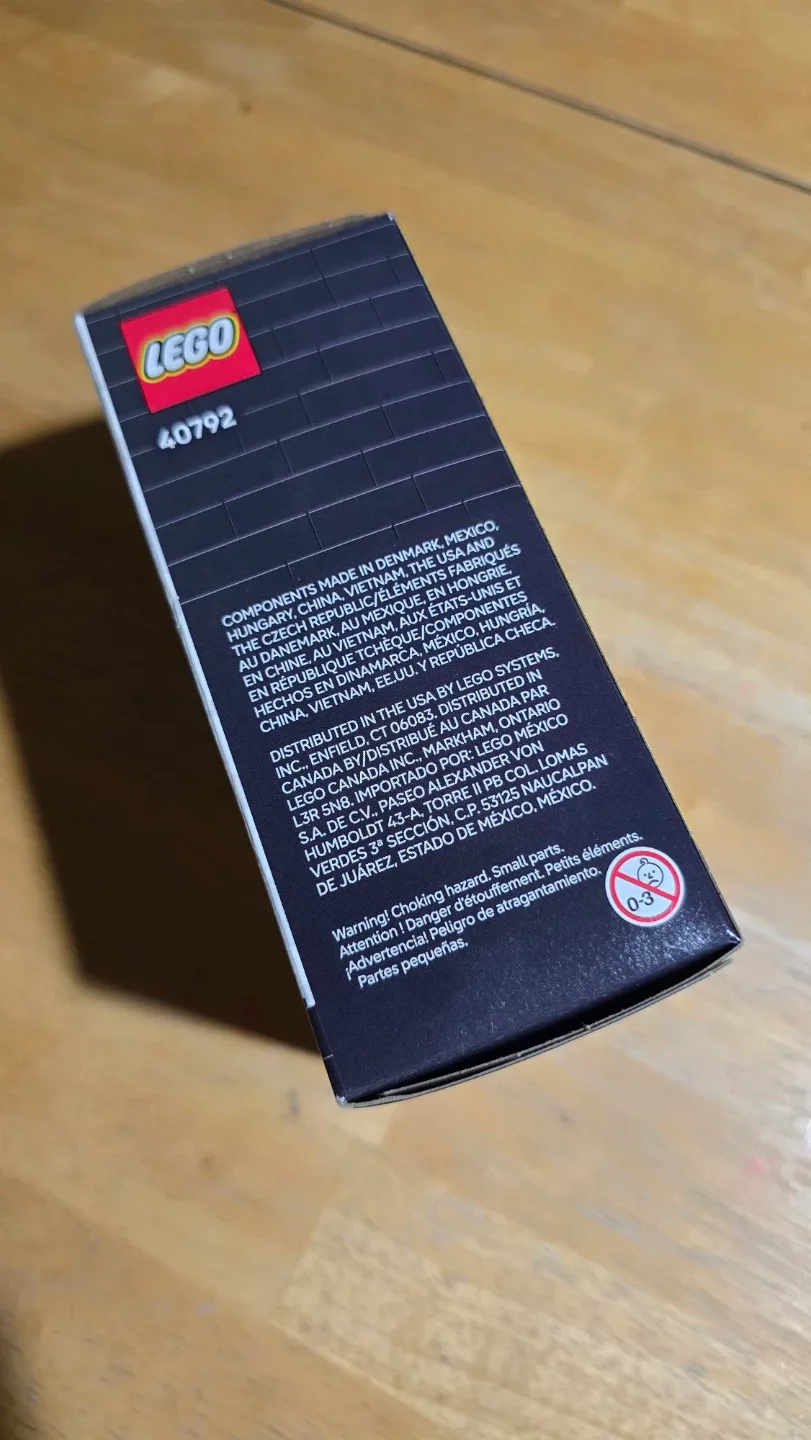 LEGO
40792
COMPONENTS MADE IN DENMARK, MEXICO,
HUNGARY, CHINA, VIETNAM, THE USA AND
THE CZECH REPUBLIC/ÉLÉMENTS FABRIQUÉS
AU DANEMARK, AU MEXIQUE, EN HONGRIE,
EN CHINE, AU VIETNAM, AUX ÉTATS-UNIS ET
EN RÉPUBLIQUE TCHÈQUE/COMPONENTES
HECHOS EN DINAMARCA, MÉXICO, HUNGRÍA,
CHINA, VIETNAM, EE.UU. Y REPÚBLICA CHECA.
DISTRIBUTED IN THE USA BY LEGO SYSTEMS,
INC., ENFIELD, CT 06083. DISTRIBUTED IN
CANADA BY/DISTRIBUÉ AU CANADA PAR
LEGO CANADA INC., MARKHAM, ONTARIO
L3R 5N8. IMPORTADO POR: LEGO MÉXICO
S.A. DE C.V., PASEO ALEXANDER VON
HUMBOLDT 43-A, TORRE II PB COL. LOMAS
VERDES 3ª SECCIÓN, C.P. 53125 NAUCALPAN
DE JUÁREZ, ESTADO DE MÉXICO, MÉXICO.
Warning! Choking hazard. Small parts.
Attention ! Danger d'étouffement. Petits éléments.
¡Advertencia! Peligro de atragantamiento.
Partes pequeñas.
0-3